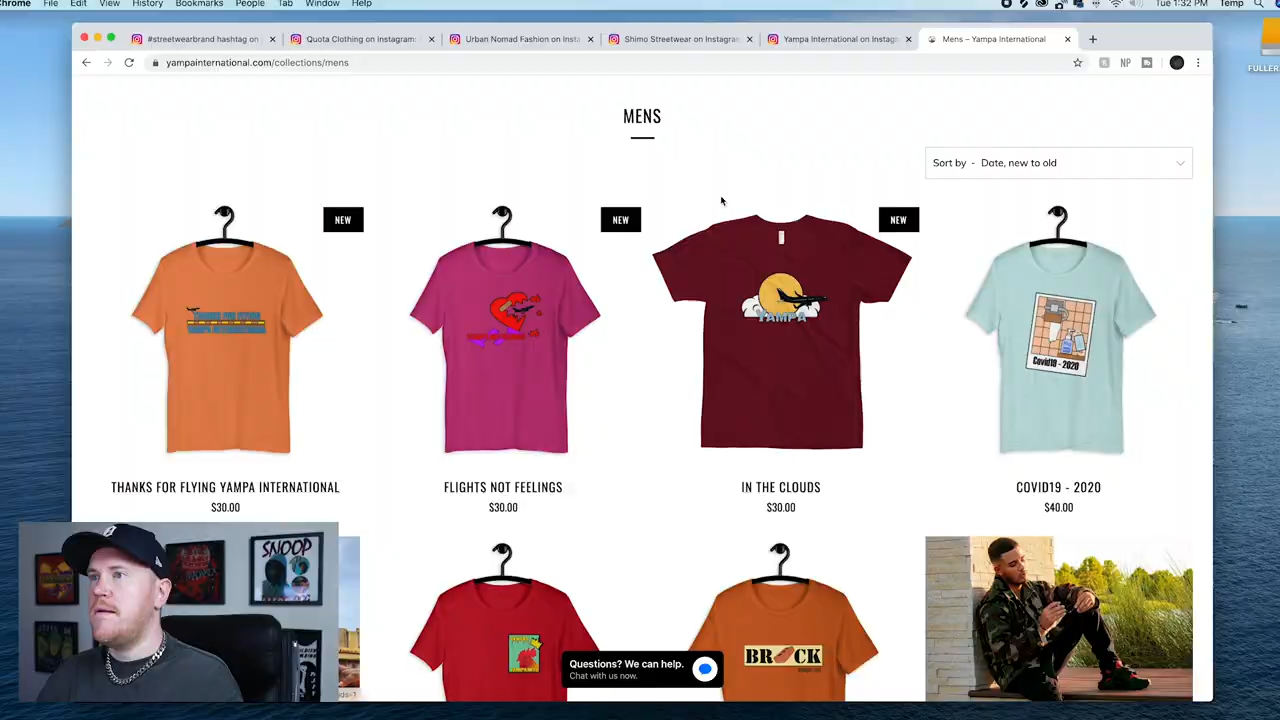 Chrome File Edit View History Bookmarks People Tab Window Help Tue 1:32 PM Temp
#streetwearbrand hashtag on Quota Clothing on Instagram: Urban Nomad Fashion on Insta Shimo Streetwear on Instagram Yampa International on Instag Mens – Yampa International
yampainternational.com/collections/mens NP
FULLER
MENS
Sort by - Date, new to old
NEW NEW NEW
YAMPA
Covid19 - 2020
THANKS FOR FLYING YAMPA INTERNATIONAL FLIGHTS NOT FEELINGS IN THE CLOUDS COVID19 - 2020
$30.00 $30.00 $30.00 $40.00
SNOOP
BRCK
Questions? We can help.
Chat with us now.